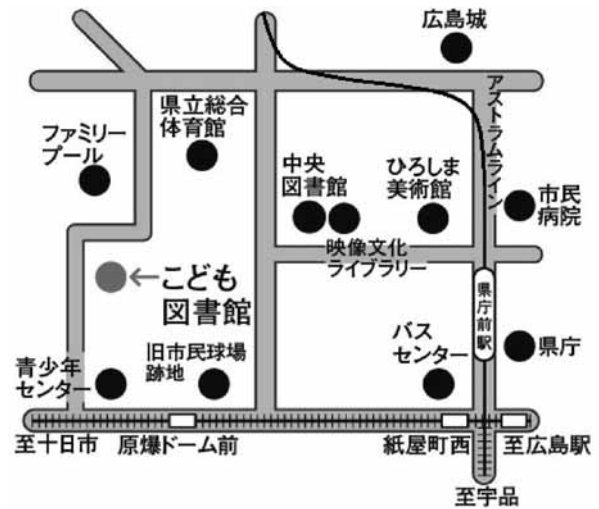 広島城
アストラムライン
県立総合
体育館
ファミリー
プール
中央
図書館
ひろしま
美術館
市民
病院
映像文化
ライブラリー
←こども
図書館
県庁前駅
バス
センター
県庁
旧市民球場
跡地
青少年
センター
至十日市
原爆ドーム前
紙屋町西
至広島駅
至宇品